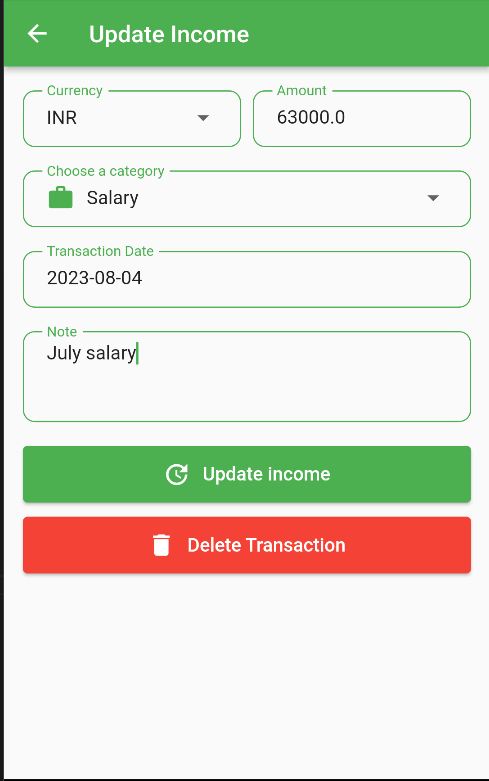 Update Income
Currency
INR
Amount
63000.0
Choose a category
Salary
Transaction Date
2023-08-04
Note
July salary
Update income
Delete Transaction